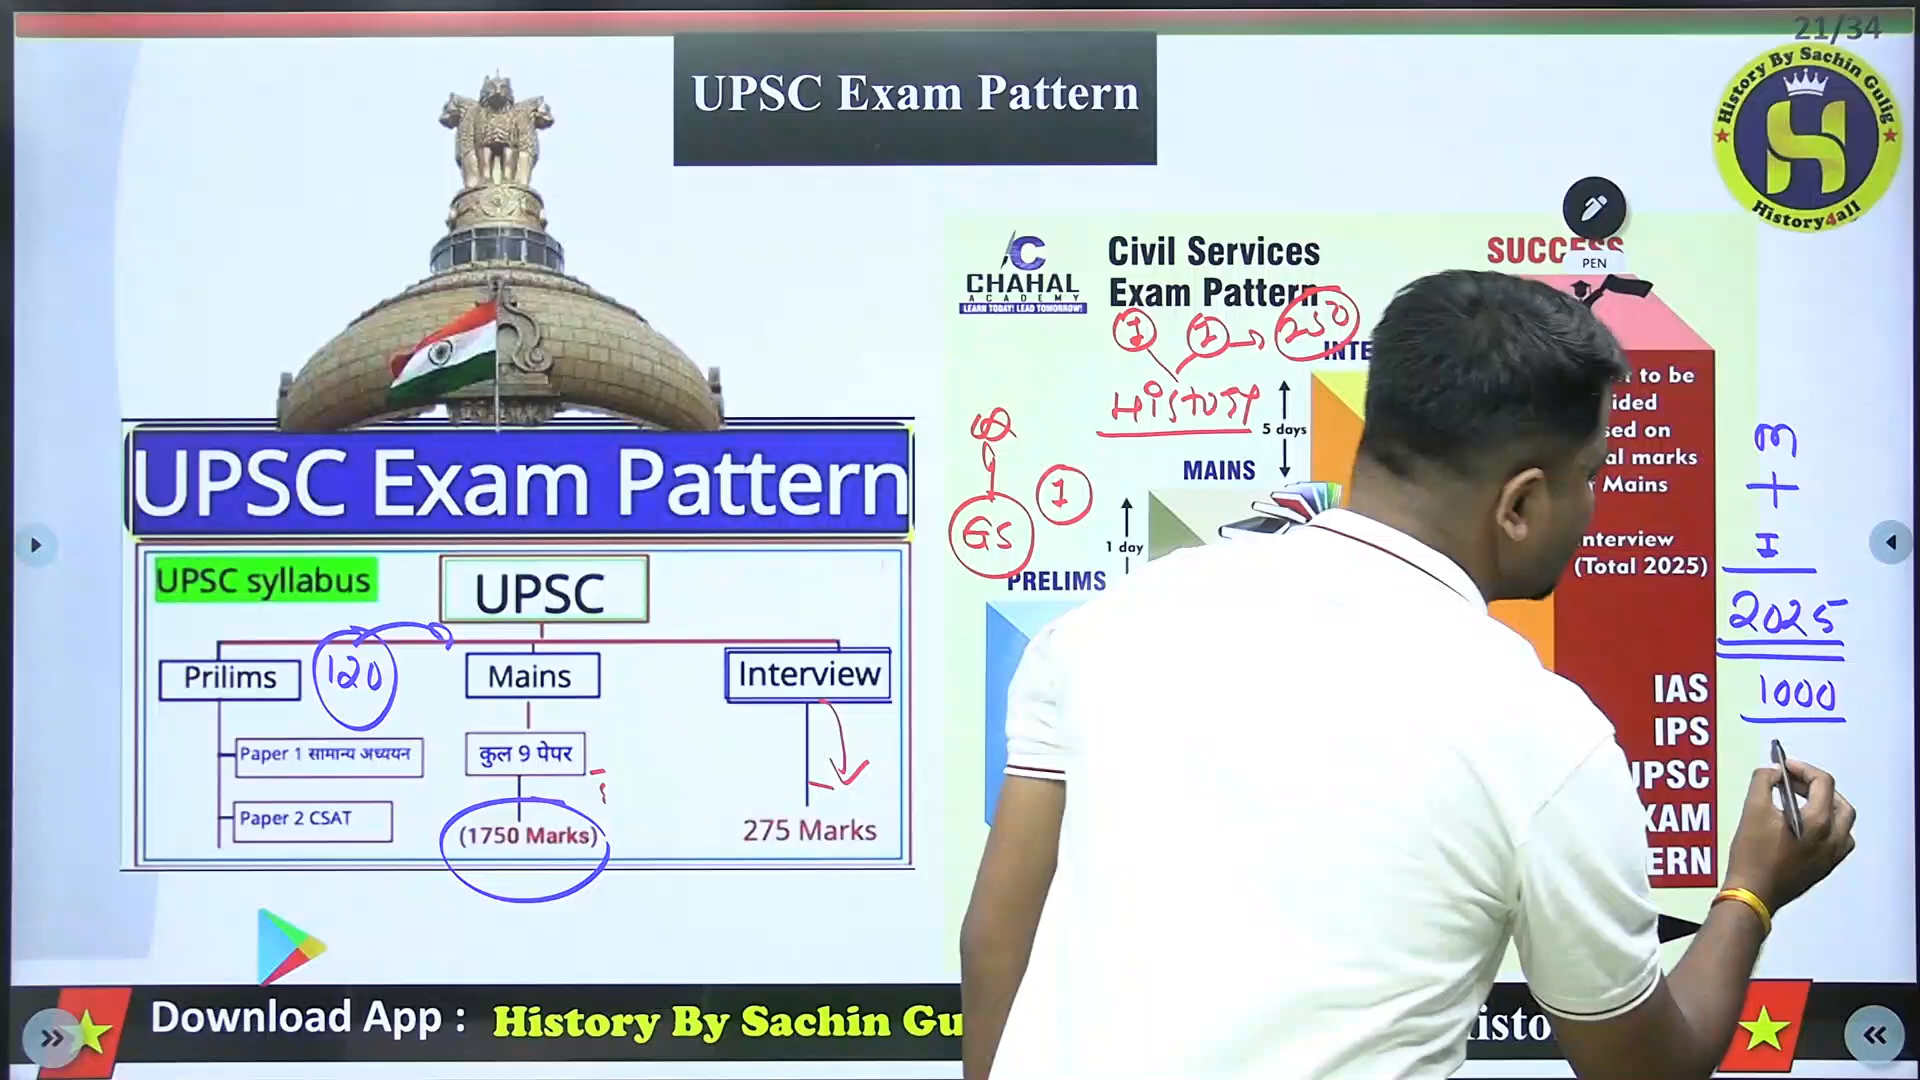 21/34
UPSC Exam Pattern
History By Sachin Gulig
History4all
PEN
CHAHAL
ACADEMY
LEARN TODAY! LEAD TOMORROW!
Civil Services
Exam Pattern
SUCCESS
I I → 250
INTE
HISTORY
5 days
MAINS
GS
I
1 day
PRELIMS
to be
ided
sed on
al marks
Mains
nterview
(Total 2025)
M
+
I
2025
1000
IAS
IPS
UPSC
XAM
ERN
UPSC Exam Pattern
UPSC syllabus
UPSC
Prilims
120
Mains
Interview
Paper 1 सामान्य अध्ययन
कुल 9 पेपर
Paper 2 CSAT
(1750 Marks)
275 Marks
Download App : History By Sachin Gu
isto